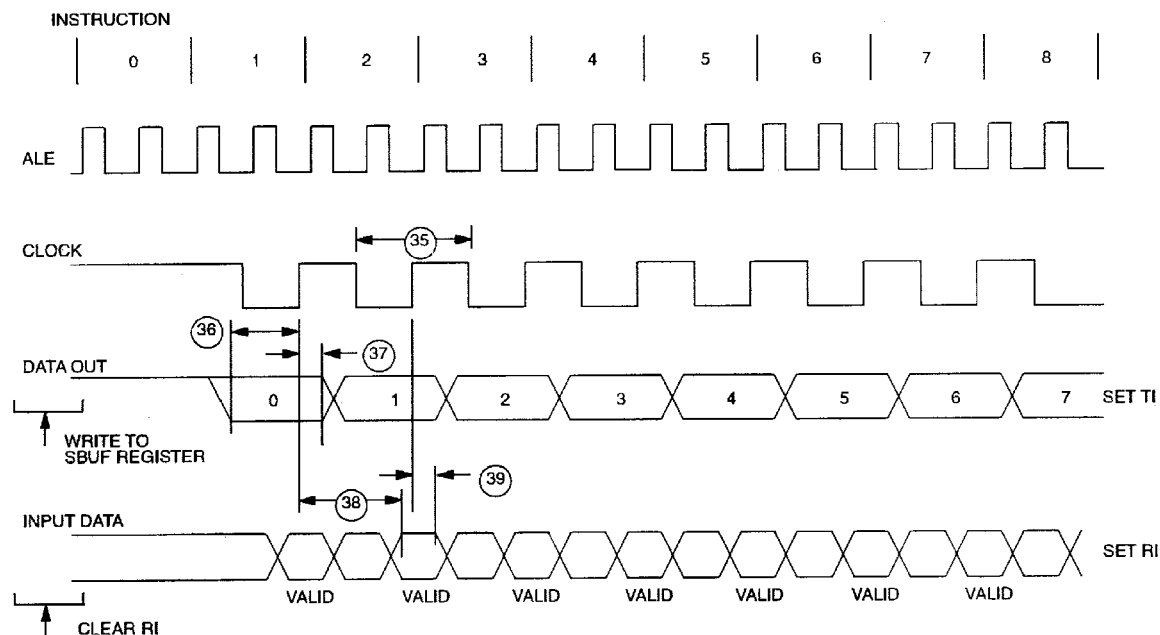 INSTRUCTION
0 1 2 3 4 5 6 7 8
ALE
CLOCK
35
36
37
DATA OUT
0 1 2 3 4 5 6 7
SET TI
WRITE TO
SBUF REGISTER
38
39
INPUT DATA
SET RI
VALID VALID VALID VALID VALID VALID VALID
CLEAR RI